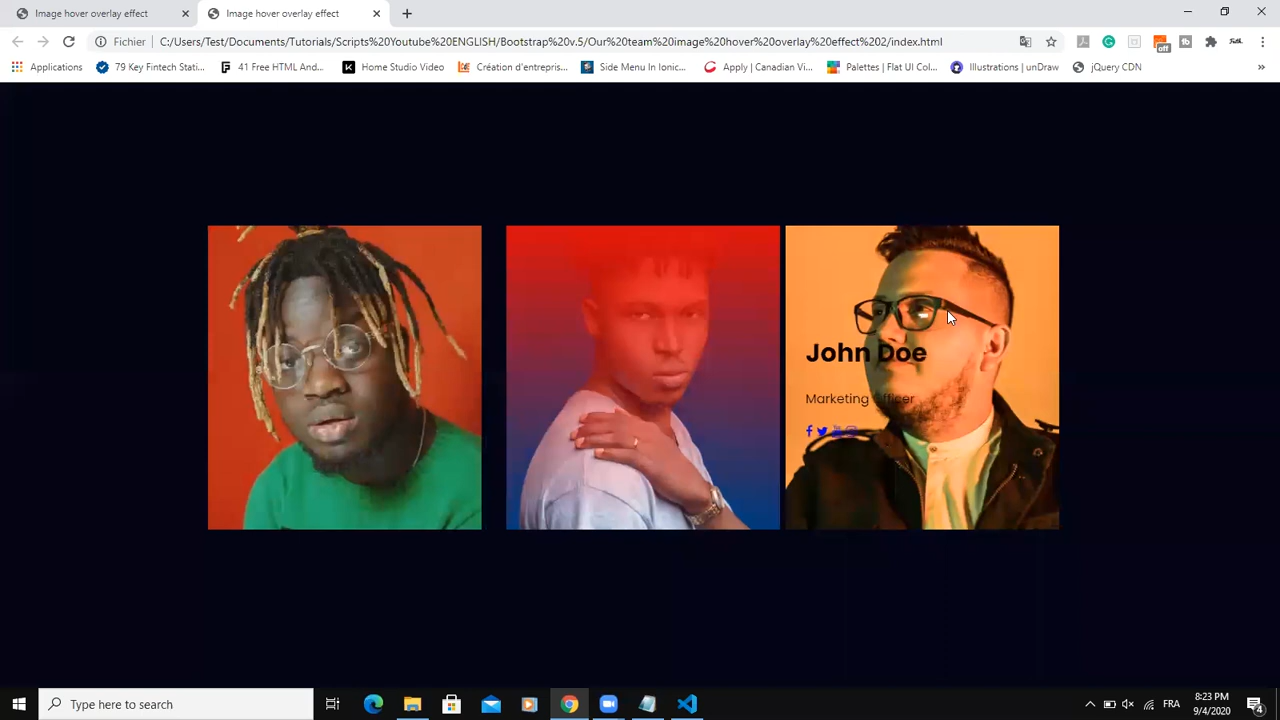 Image hover overlay effect
Image hover overlay effect
Fichier
C:/Users/Test/Documents/Tutorials/Scripts%20Youtube%20ENGLISH/Bootstrap%20v.5/Our%20team%20image%20hover%20overlay%20effect%202/index.html
off
Applications
79 Key Fintech Stati...
41 Free HTML And...
Home Studio Video
Création d'entrepris...
Side Menu In Ionic...
Apply | Canadian Vi...
Palettes | Flat UI Col...
Illustrations | unDraw
jQuery CDN
John Doe
Marketing Officer
Type here to search
FR
8:23 PM
9/4/2020
4